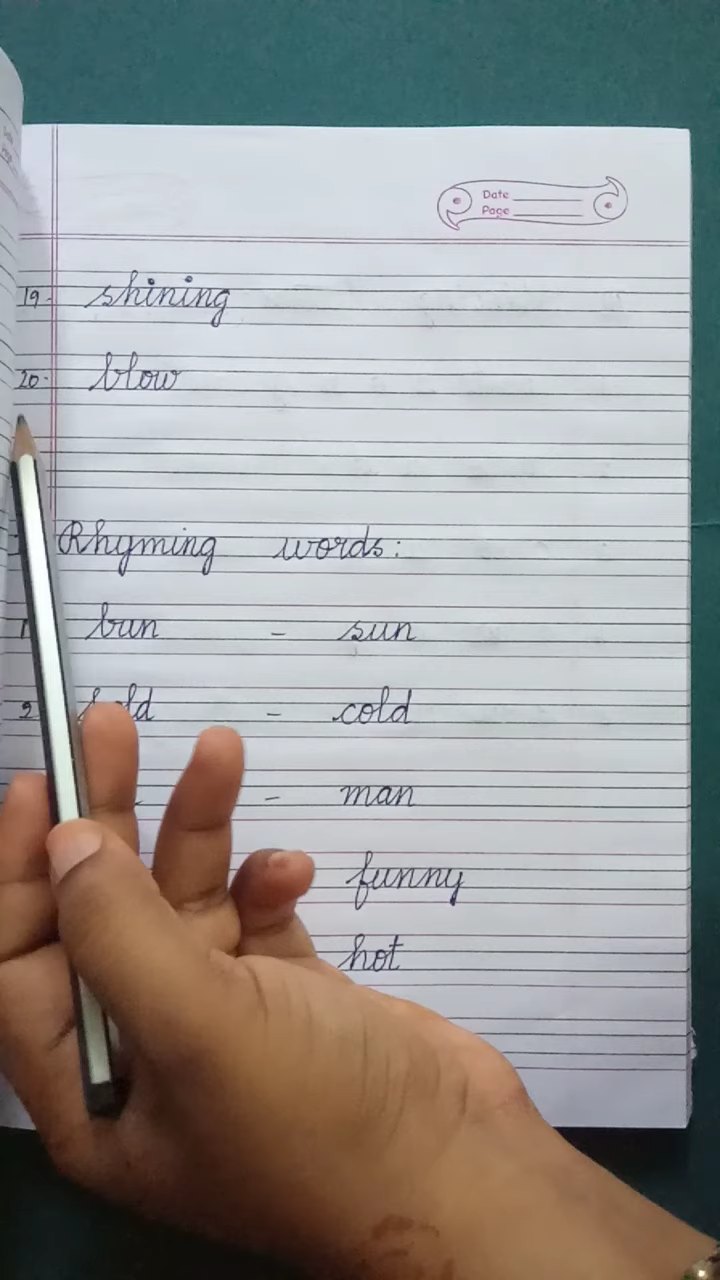 Date
Page
19. shining
20. blow
Rhyming words:
1. bun - sun
2. - cold
- man
funny
hot